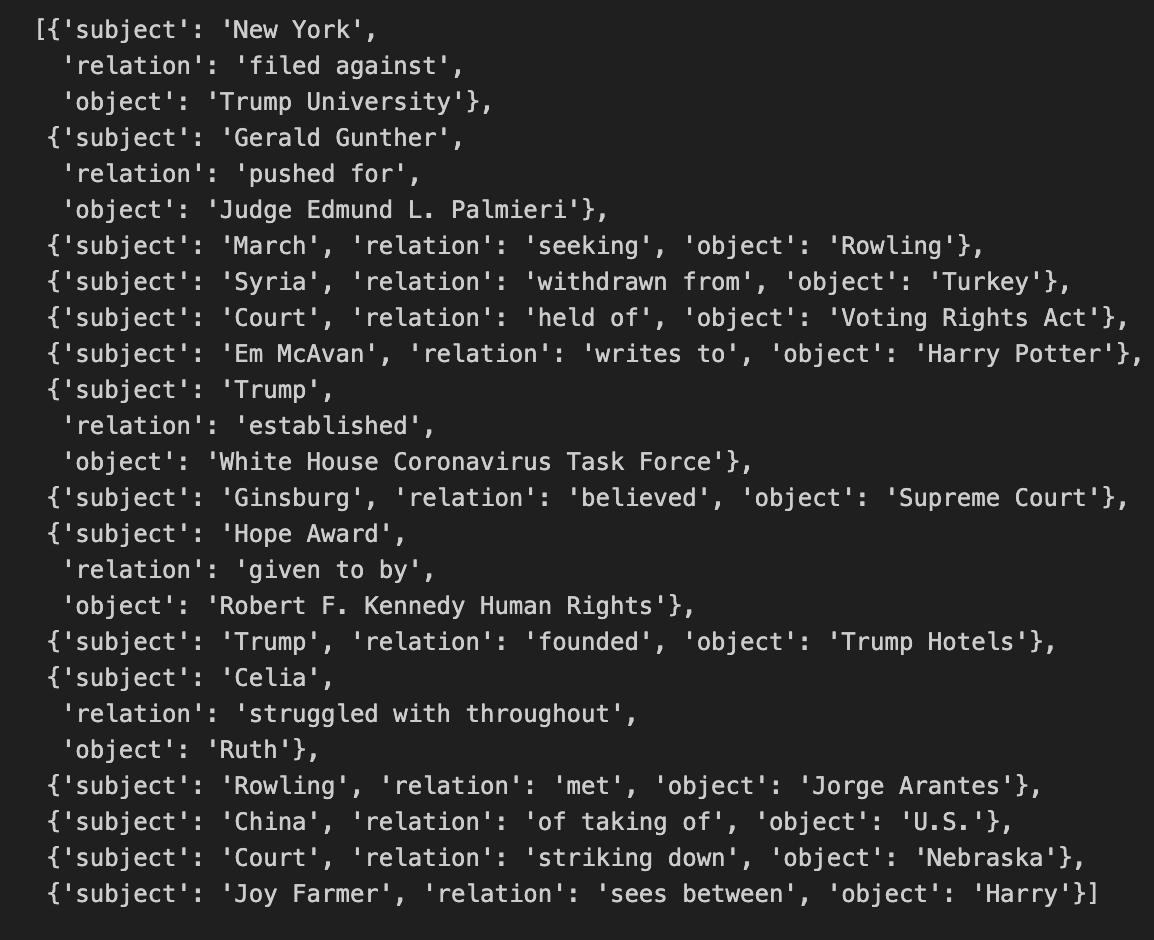 [{'subject': 'New York',
'relation': 'filed against',
'object': 'Trump University'},
{'subject': 'Gerald Gunther',
'relation': 'pushed for',
'object': 'Judge Edmund L. Palmieri'},
{'subject': 'March', 'relation': 'seeking', 'object': 'Rowling'},
{'subject': 'Syria', 'relation': 'withdrawn from', 'object': 'Turkey'},
{'subject': 'Court', 'relation': 'held of', 'object': 'Voting Rights Act'},
{'subject': 'Em McAvan', 'relation': 'writes to', 'object': 'Harry Potter'},
{'subject': 'Trump',
'relation': 'established',
'object': 'White House Coronavirus Task Force'},
{'subject': 'Ginsburg', 'relation': 'believed', 'object': 'Supreme Court'},
{'subject': 'Hope Award',
'relation': 'given to by',
'object': 'Robert F. Kennedy Human Rights'},
{'subject': 'Trump', 'relation': 'founded', 'object': 'Trump Hotels'},
{'subject': 'Celia',
'relation': 'struggled with throughout',
'object': 'Ruth'},
{'subject': 'Rowling', 'relation': 'met', 'object': 'Jorge Arantes'},
{'subject': 'China', 'relation': 'of taking of', 'object': 'U.S.'},
{'subject': 'Court', 'relation': 'striking down', 'object': 'Nebraska'},
{'subject': 'Joy Farmer', 'relation': 'sees between', 'object': 'Harry'}]